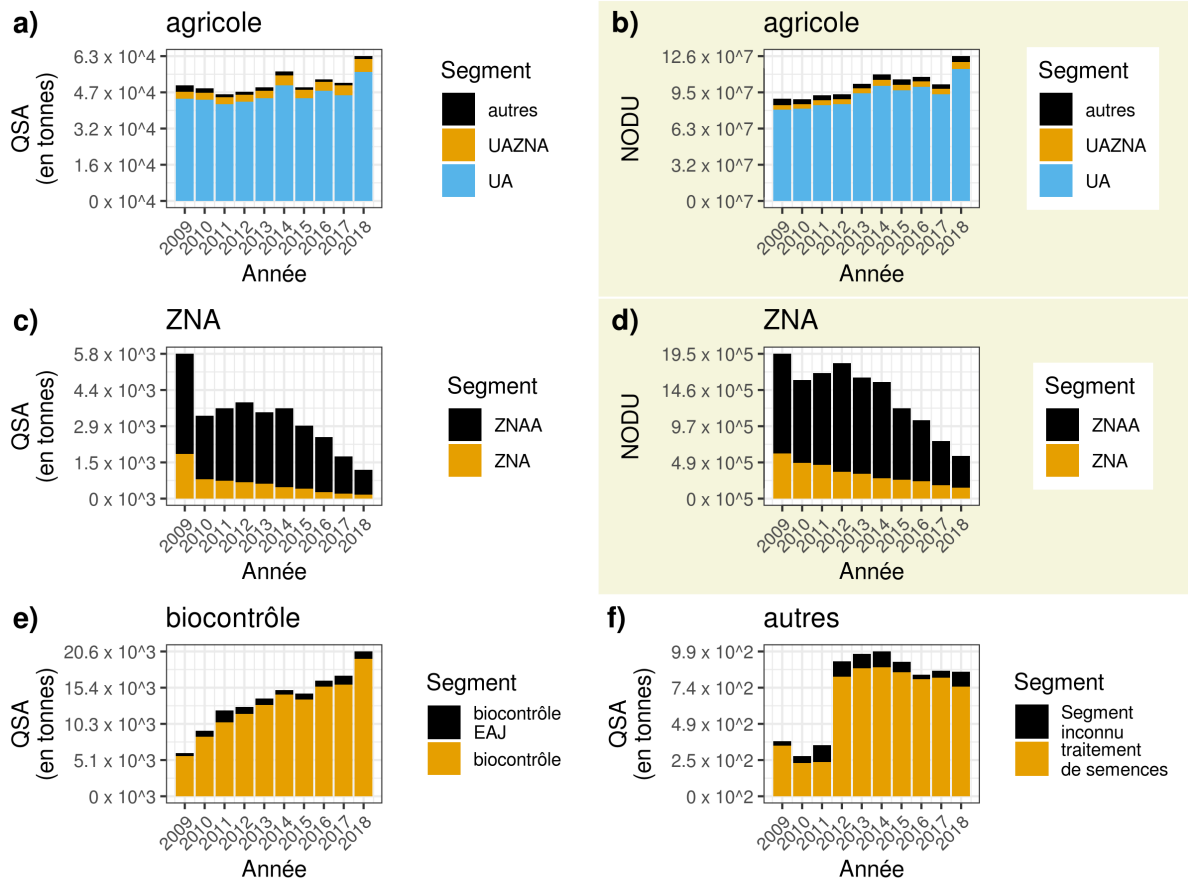 a)
agricole
QSA
(en tonnes)
6.3 x 10^4
4.7 x 10^4
3.2 x 10^4
1.6 x 10^4
0 x 10^4
2009
2010
2011
2012
2013
2014
2015
2016
2017
2018
Année
Segment
autres
UAZNA
UA
b)
agricole
NODU
12.6 x 10^7
9.5 x 10^7
6.3 x 10^7
3.2 x 10^7
0 x 10^7
2009
2010
2011
2012
2013
2014
2015
2016
2017
2018
Année
Segment
autres
UAZNA
UA
c)
ZNA
QSA
(en tonnes)
5.8 x 10^3
4.4 x 10^3
2.9 x 10^3
1.5 x 10^3
0 x 10^3
2009
2010
2011
2012
2013
2014
2015
2016
2017
2018
Année
Segment
ZNAA
ZNA
d)
ZNA
NODU
19.5 x 10^5
14.6 x 10^5
9.7 x 10^5
4.9 x 10^5
0 x 10^5
2009
2010
2011
2012
2013
2014
2015
2016
2017
2018
Année
Segment
ZNAA
ZNA
e)
biocontrôle
QSA
(en tonnes)
20.6 x 10^3
15.4 x 10^3
10.3 x 10^3
5.1 x 10^3
0 x 10^3
2009
2010
2011
2012
2013
2014
2015
2016
2017
2018
Année
Segment
biocontrôle
EAJ
biocontrôle
f)
autres
QSA
(en tonnes)
9.9 x 10^2
7.4 x 10^2
4.9 x 10^2
2.5 x 10^2
0 x 10^2
2009
2010
2011
2012
2013
2014
2015
2016
2017
2018
Année
Segment
Segment
inconnu
traitement
de semences